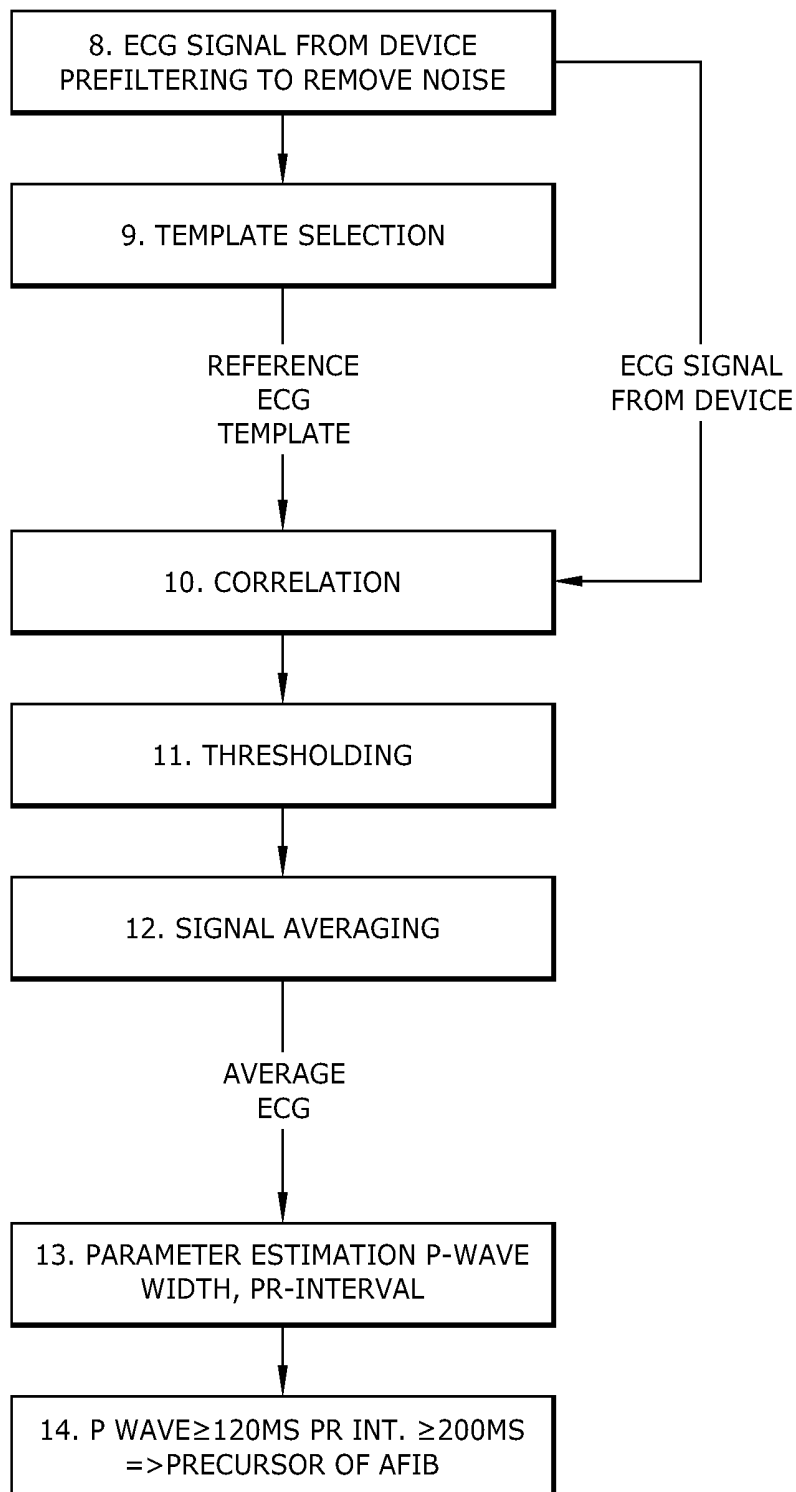 8. ECG SIGNAL FROM DEVICE
PREFILTERING TO REMOVE NOISE
9. TEMPLATE SELECTION
REFERENCE
ECG
TEMPLATE
ECG SIGNAL
FROM DEVICE
10. CORRELATION
11. THRESHOLDING
12. SIGNAL AVERAGING
AVERAGE
ECG
13. PARAMETER ESTIMATION P-WAVE
WIDTH, PR-INTERVAL
14. P WAVE≥120MS PR INT. ≥200MS
=>PRECURSOR OF AFIB